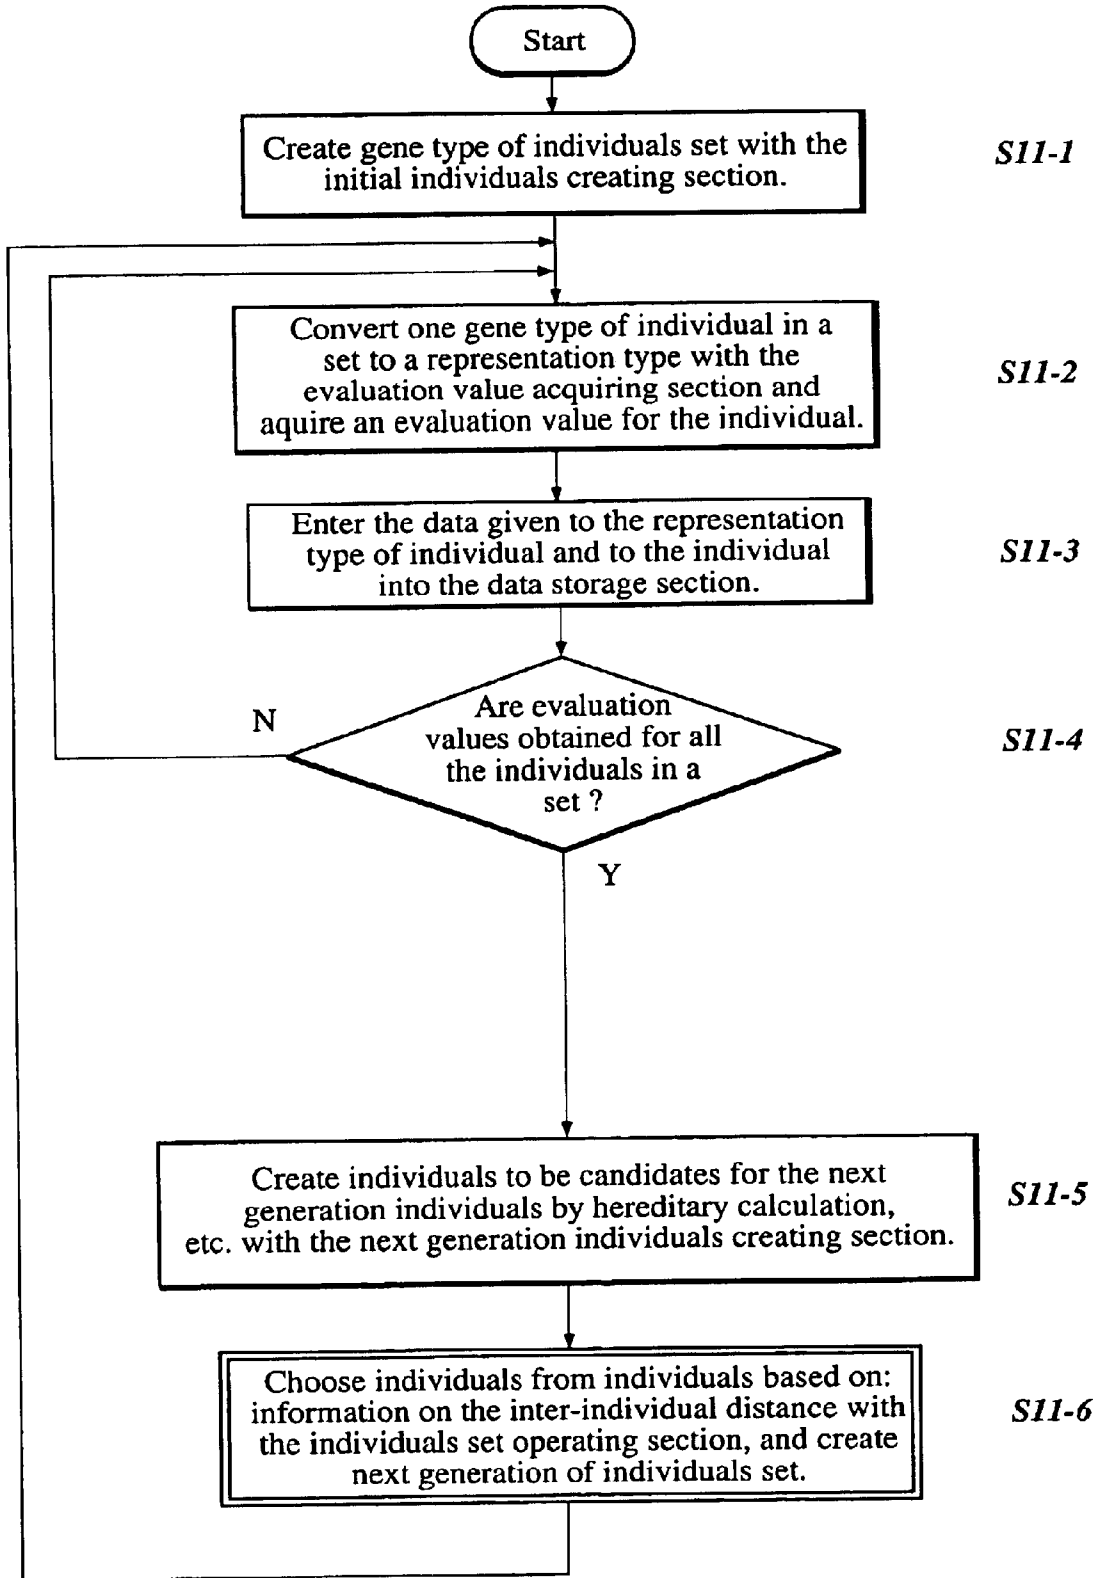 Start
Create gene type of individuals set with the
initial individuals creating section.
S11-1
Convert one gene type of individual in a
set to a representation type with the
evaluation value acquiring section and
aquire an evaluation value for the individual.
S11-2
Enter the data given to the representation
type of individual and to the individual
into the data storage section.
S11-3
Are evaluation
values obtained for all
the individuals in a
set ?
N
S11-4
Y
Create individuals to be candidates for the next
generation individuals by hereditary calculation,
etc. with the next generation individuals creating section.
S11-5
Choose individuals from individuals based on:
information on the inter-individual distance with
the individuals set operating section, and create
next generation of individuals set.
S11-6